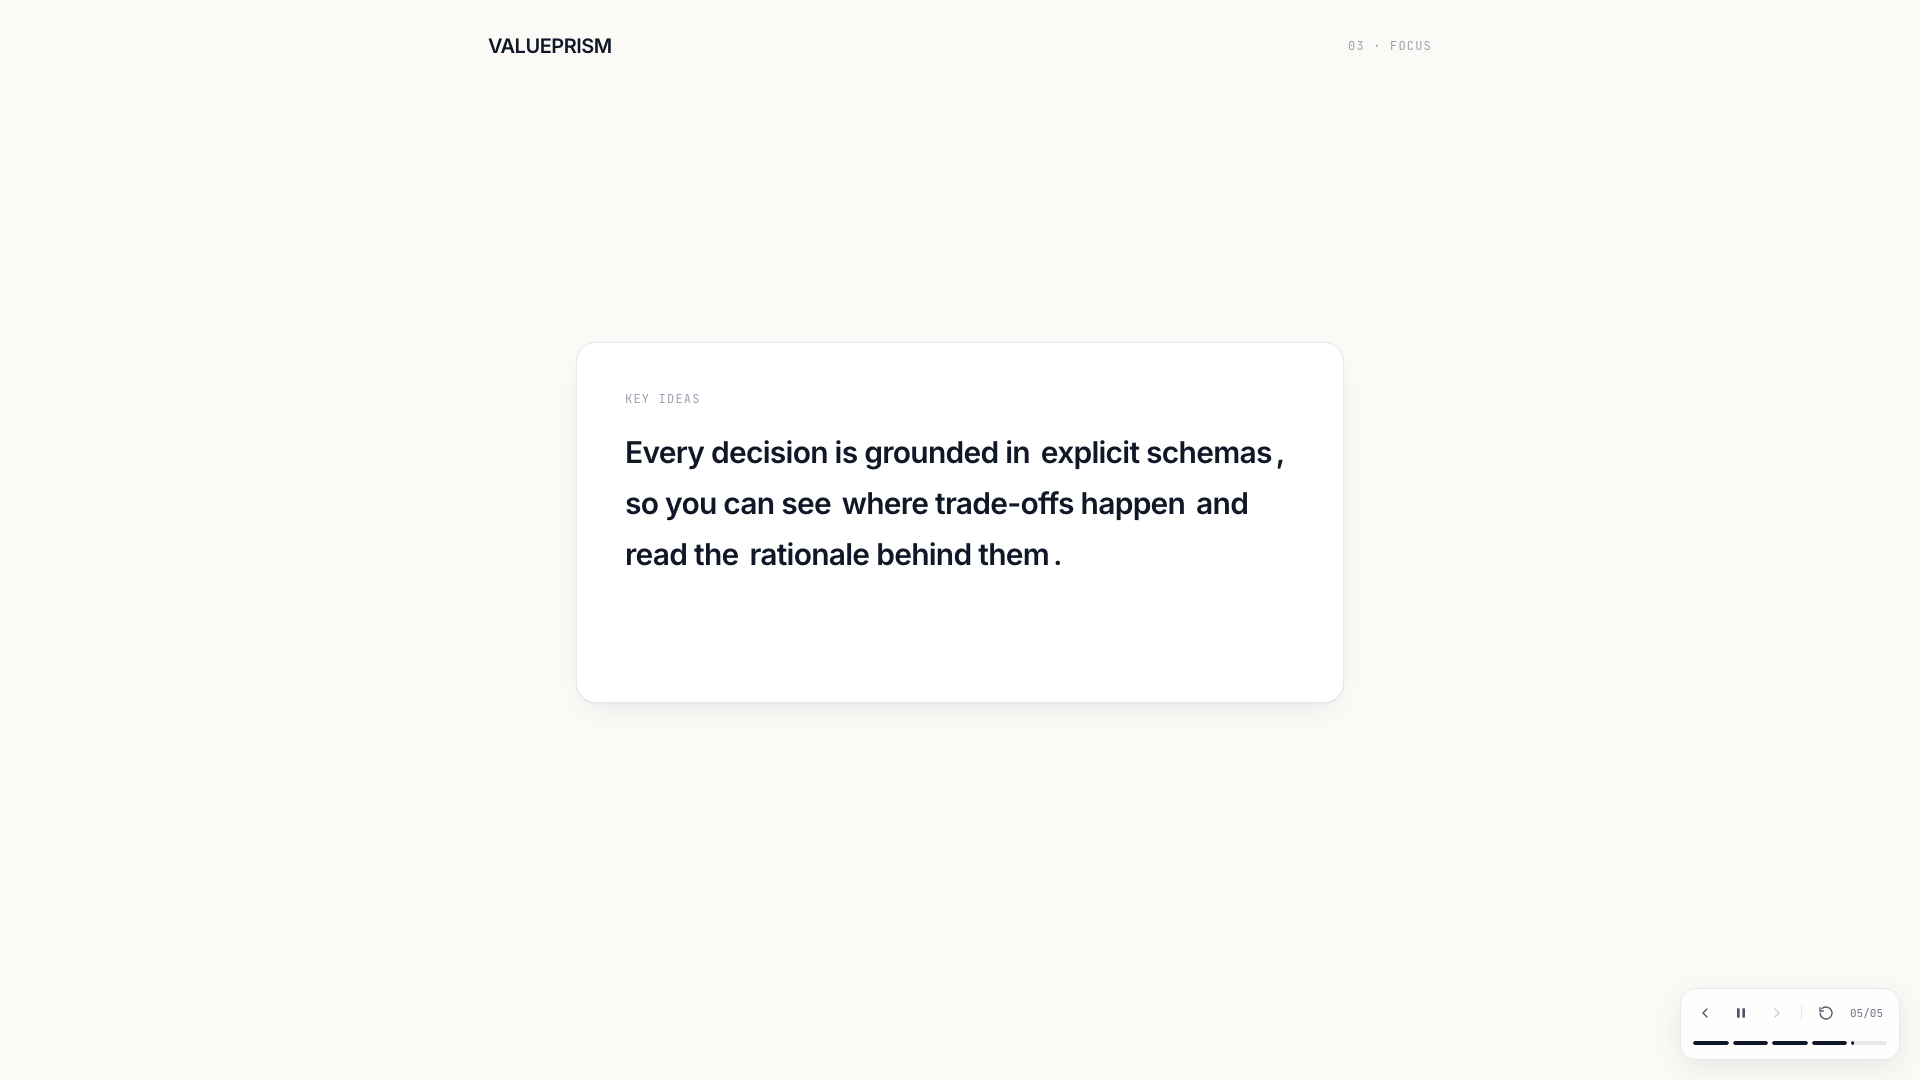 VALUEPRISM
03 · FOCUS
KEY IDEAS
Every decision is grounded in explicit schemas,
so you can see where trade-offs happen and
read the rationale behind them.
05/05